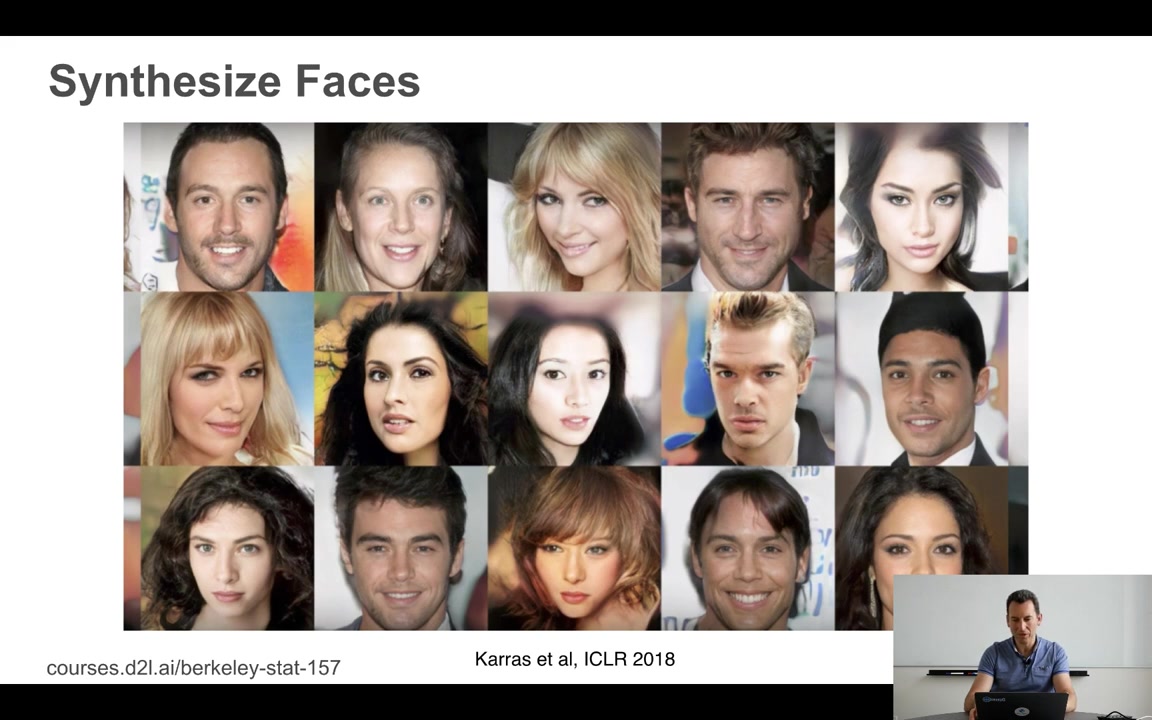 Synthesize Faces
Karras et al, ICLR 2018
courses.d2l.ai/berkeley-stat-157